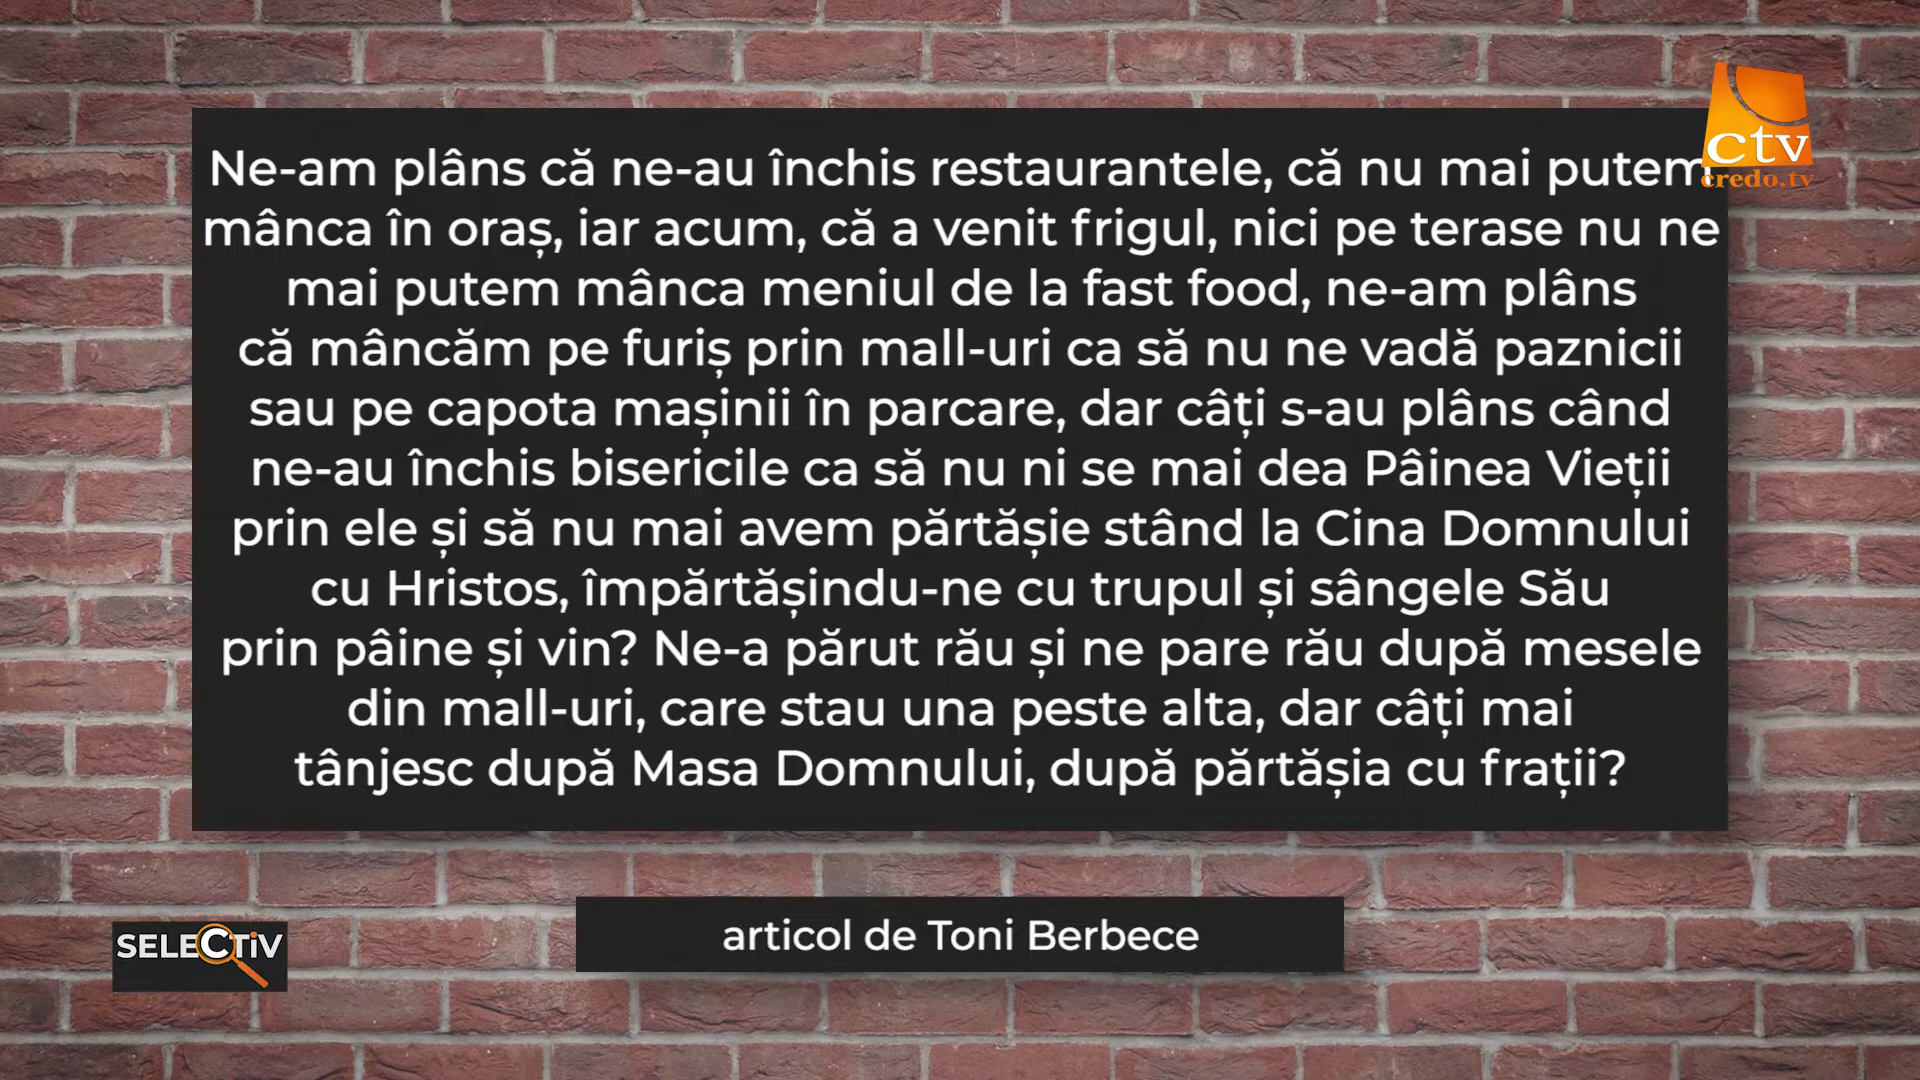 ctv
credo.tv
Ne-am plâns că ne-au închis restaurantele, că nu mai putem
mânca în oraș, iar acum, că a venit frigul, nici pe terase nu ne
mai putem mânca meniul de la fast food, ne-am plâns
că mâncăm pe furiș prin mall-uri ca să nu ne vadă paznicii
sau pe capota mașinii în parcare, dar câți s-au plâns când
ne-au închis bisericile ca să nu ni se mai dea Pâinea Vieții
prin ele și să nu mai avem părtășie stând la Cina Domnului
cu Hristos, împărtășindu-ne cu trupul și sângele Său
prin pâine și vin? Ne-a părut rău și ne pare rău după mesele
din mall-uri, care stau una peste alta, dar câți mai
tânjesc după Masa Domnului, după părtășia cu frații?
articol de Toni Berbece
SELECTiV